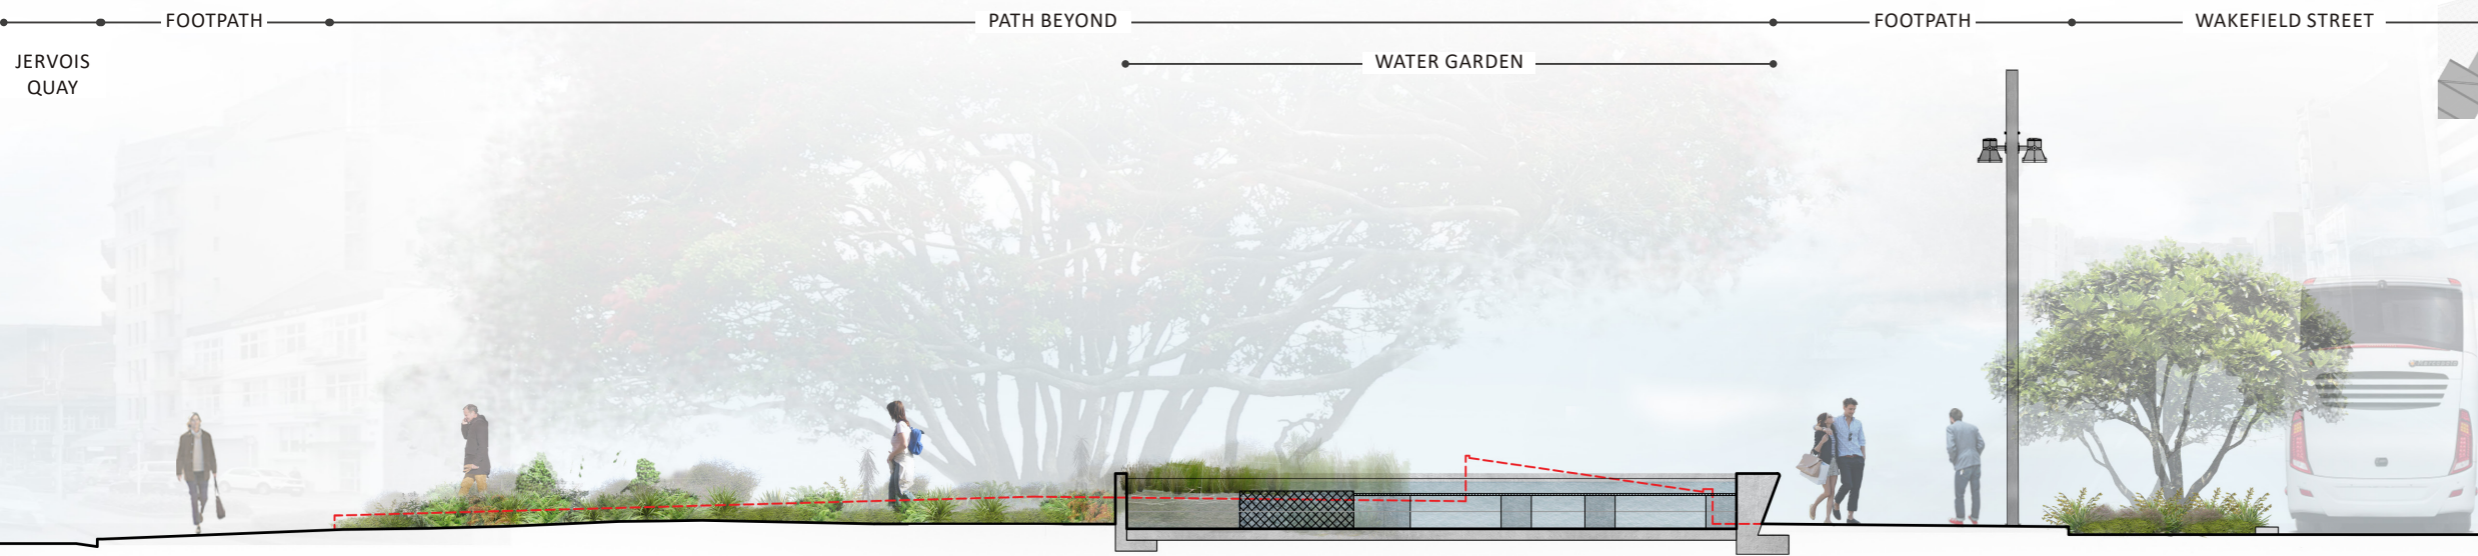 FOOTPATH
PATH BEYOND
FOOTPATH
WAKEFIELD STREET
JERVOIS
QUAY
WATER GARDEN